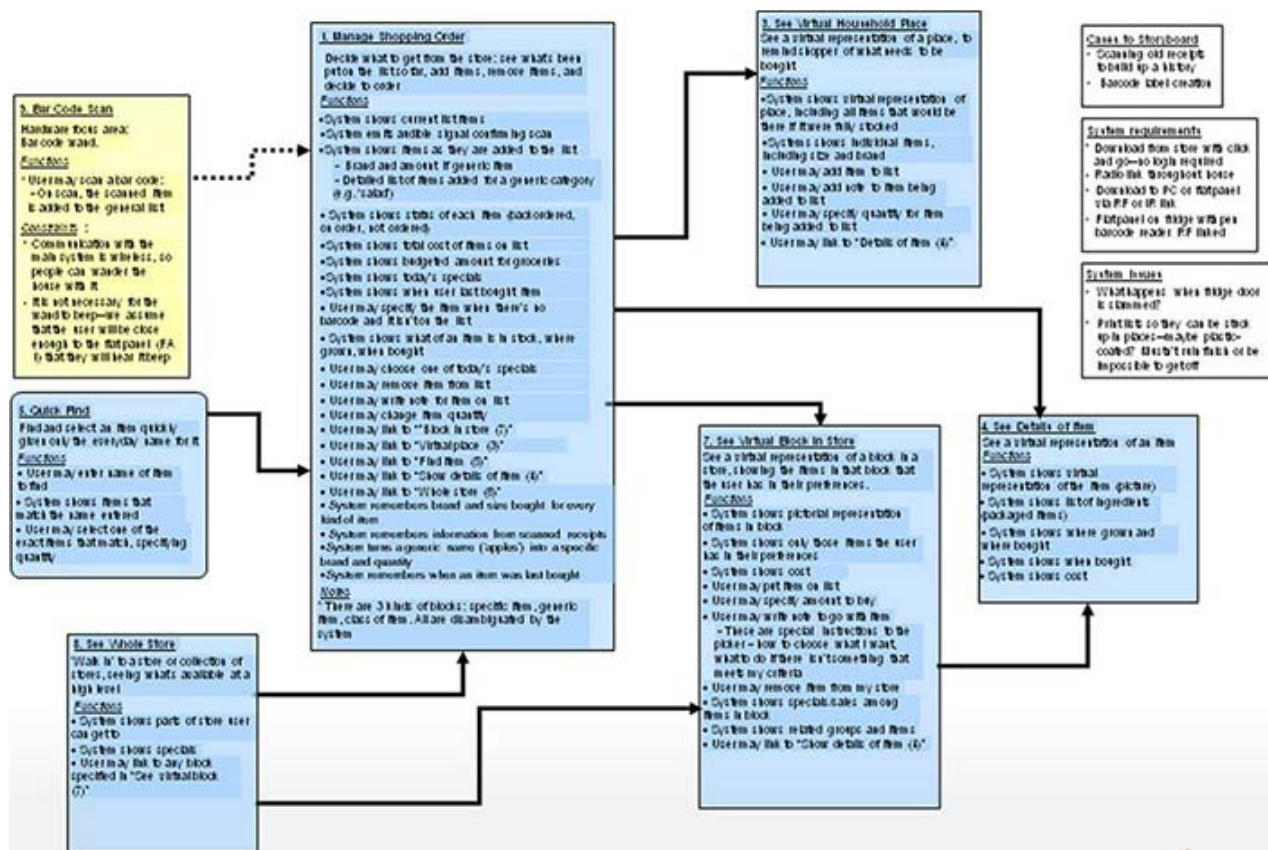 5. Bar Code Scan
Hardware focus area:
Bar code wand.
Functions
• User may scan a bar code:
– On scan, the scanned item
is added to the general list
Constraints :
• Communication with the
main system is wireless, so
people can wander the
house with it
• It is not necessary for the
wand to beep—we assume
that the user will be close
enough to the flat panel (FA
1) that they will hear it beep
Quick Find
Find and select an item quickly
given only the everyday name for it
Functions
• User may enter name of item
to find
• System shows items that
match the name entered
• User may select one of the
exact items that match, specifying
quantity
See Whole Store
"Walk in" to a store or collection of
stores, seeing what's available at a
high level
Functions
• System shows parts of store user
can get to
• System shows specials
• User may link to any block
specified in "See virtual block
(7)"
1. Manage Shopping Order
Decide what to get from the store: see what's been
put on the list so far, add items, remove items, and
decide to order
Functions
•System shows current list items
•System emits audible signal confirming scan
•System shows items as they are added to the list
– Brand and amount if generic item
– Detailed list of items added for a generic category
(e.g. "salad")
•System shows status of each item (backordered,
on order, not ordered)
•System shows total cost of items on list
•System shows budgeted amount for groceries
•System shows today's specials
•System shows when user last bought item
• User may specify the item when there's no
barcode and it isn't on the list
•System shows what of an item is in stock, where
grown, when bought
•User may choose one of today's specials
•User may remove item from list
•User may write note for item on list
•User may change item quantity
• User may link to "Block in store (7)"
•User may link to "Virtual place (3)"
• User may link to "Find item (5)"
• User may link to "Show details of item (4)"
• User may link to "Whole store (6)"
• System remembers brand and size bought for every
kind of item
•System remembers information from scanned receipts
•System turns a generic name ('apples') into a specific
brand and quantity
•System remembers when an item was last bought
Notes
* There are 3 kinds of blocks: specific item, generic
item, class of item. All are disambiguated by the
system
3. See Virtual Household Place
See a virtual representation of a place, to
remind shopper of what needs to be
bought
Functions
•System shows virtual representation of
place, including all items that would be
there if it were fully stocked
•Systems shows individual items,
including size and brand
• User may add item to list
• User may add note to item being
added to list
• User may specify quantity for item
being added to list
• User may link to "Details of item (4)"
7. See Virtual Block In Store
See a virtual representation of a block in a
store, showing the items in that block that
the user has in their preferences.
Functions
• System shows pictorial representation
of items in block
• System shows only those items the user
has in their preferences
• System shows cost
• User may put item on list
• User may specify amount to buy
• User may write note to go with item
– These are special instructions to the
picker – how to choose what I want,
what to do if there isn't something that
meets my criteria
• User may remove item from my store
• System shows specials/sales among
items in block
• System shows related groups and items
• User may link to "Show details of item (4)"
4. See Details of Item
See a virtual representation of an item
Functions
• System shows virtual
representation of the item (picture)
• System shows list of ingredients
(packaged items)
• System shows where grown and
where bought
• System shows when bought
• System shows cost
Cases to Storyboard
• Scanning old receipts
to build up a history
• Barcode label creation
System requirements
• Download from store with click
and go—no login required
• Radio link throughout house
• Download to PC or flat panel
via RF or IR link
• Flat panel on fridge with pen
barcode reader RF linked
System Issues
• What happens when fridge door
is slammed?
• Print lists so they can be stuck
up in places—maybe plastic-
coated? Mustn't ruin finish or be
impossible to get off